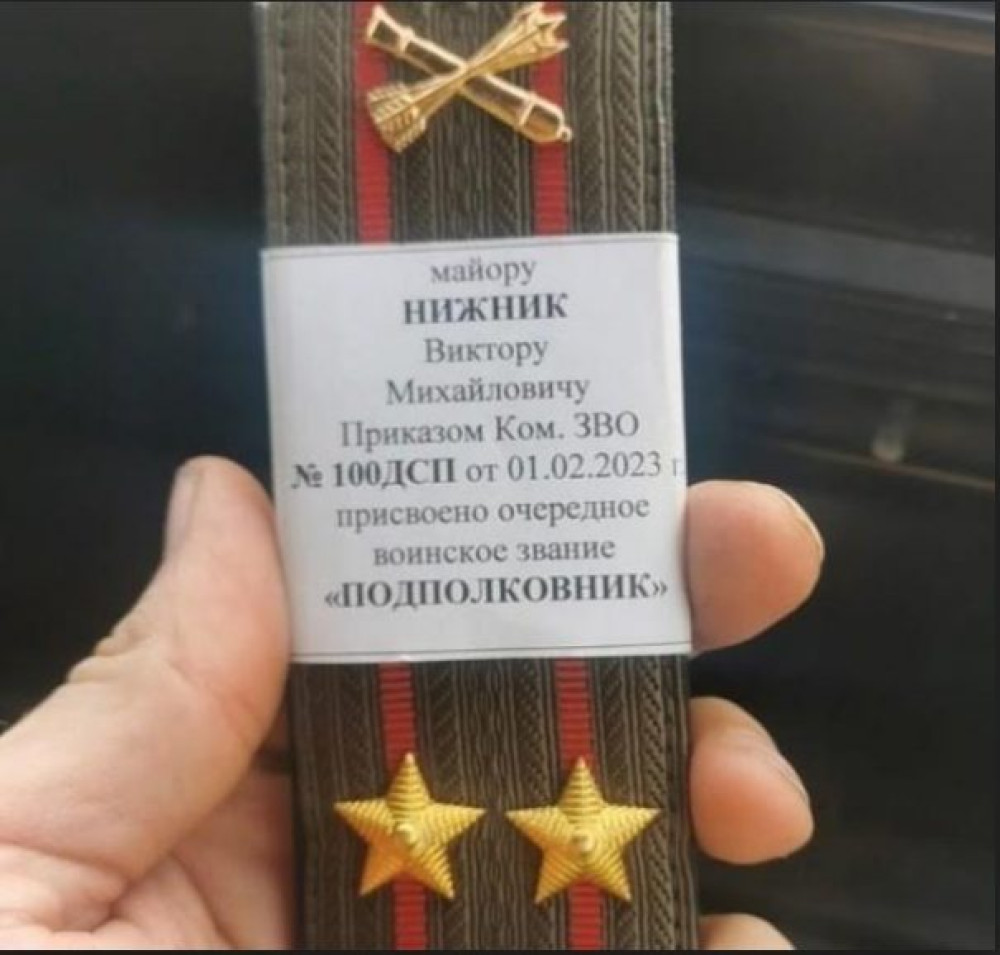 майору
НИЖНИК
Виктору
Михайловичу
Приказом Ком. ЗВО
№ 100ДСП от 01.02.2023 г.
присвоено очередное
воинское звание
«ПОДПОЛКОВНИК»